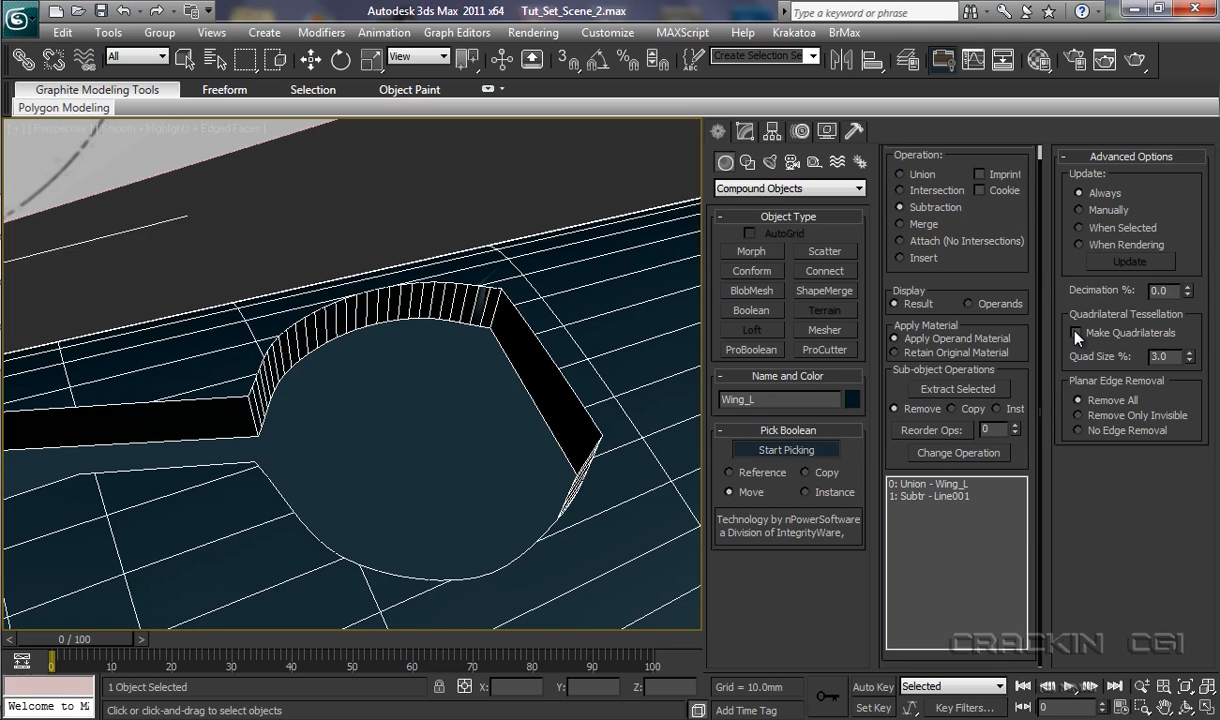 Autodesk 3ds Max 2011 x64 Tut_Set_Scene_2.max
Type a keyword or phrase
Edit Tools Group Views Create Modifiers Animation Graph Editors Rendering Customize MAXScript Help Krakatoa BrMax
All View Create Selection Se
Graphite Modeling Tools Freeform Selection Object Paint
Polygon Modeling
[ + ] [ Perspective ] [ Smooth + Highlights + Edged Faces ]
Compound Objects
Object Type
AutoGrid
Morph Scatter
Conform Connect
BlobMesh ShapeMerge
Boolean Terrain
Loft Mesher
ProBoolean ProCutter
Name and Color
Wing_L
Pick Boolean
Start Picking
Reference Copy
Move Instance
Technology by nPowerSoftware
a Division of IntegrityWare,
Operation:
Union Imprint
Intersection Cookie
Subtraction
Merge
Attach (No Intersections)
Insert
Display
Result Operands
Apply Material
Apply Operand Material
Retain Original Material
Sub-object Operations
Extract Selected
Remove Copy Inst
Reorder Ops: 0
Change Operation
0: Union - Wing_L
1: Subtr - Line001
Advanced Options
Update:
Always
Manually
When Selected
When Rendering
Update
Decimation %: 0.0
Quadrilateral Tessellation
Make Quadrilaterals
Quad Size %: 3.0
Planar Edge Removal
Remove All
Remove Only Invisible
No Edge Removal
CRACKIN CGI
0 / 100
0 10 20 30 40 50 60 70 80 90 100
1 Object Selected X: Y: Z: Grid = 10.0mm Auto Key Selected
Welcome to MA Click or click-and-drag to select objects Add Time Tag Set Key Key Filters... 0